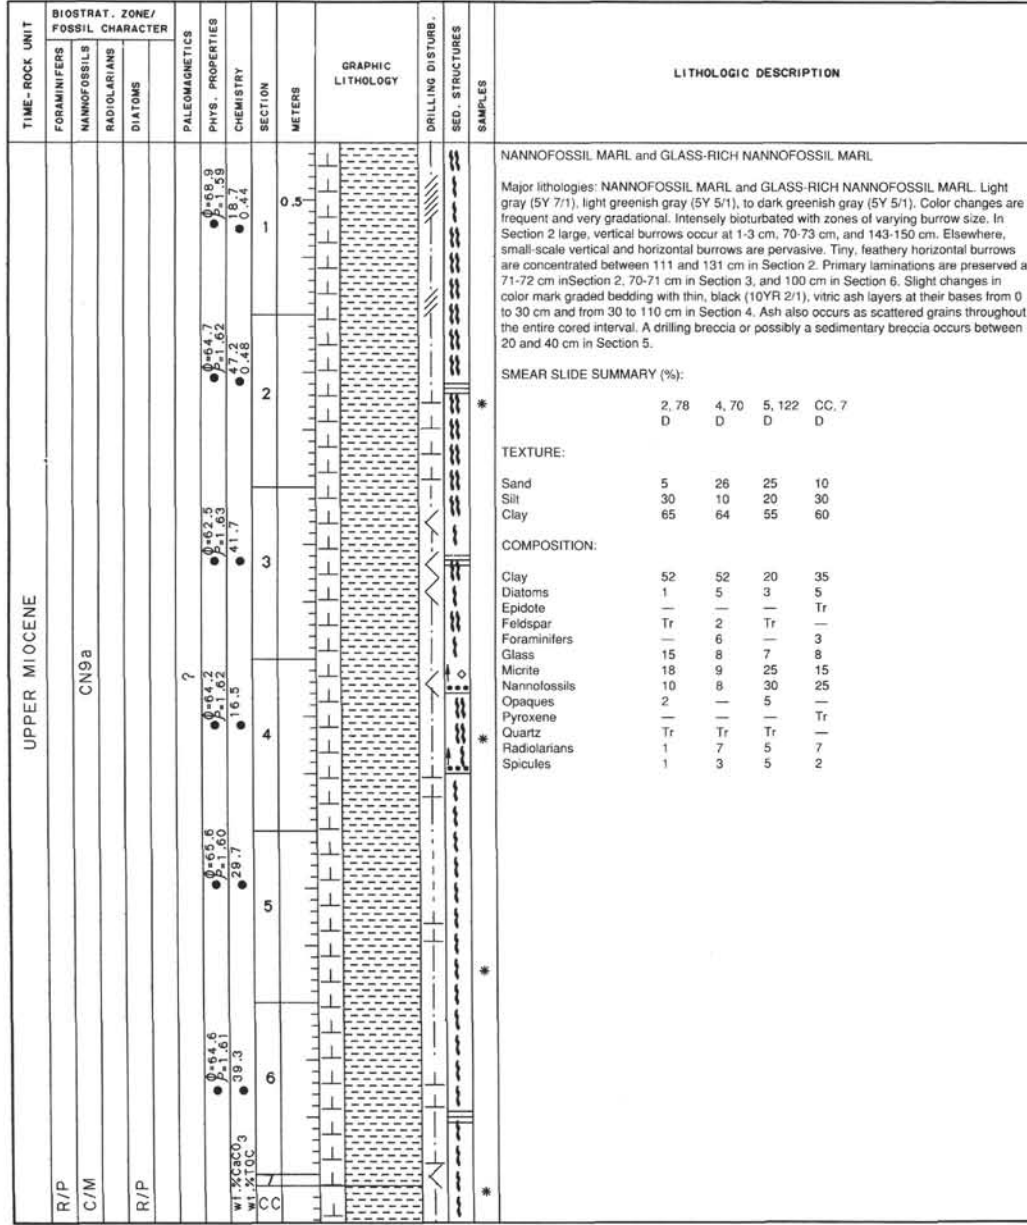 TIME-ROCK UNIT
BIOSTRAT. ZONE/
FOSSIL CHARACTER
FORAMINIFERS
NANNOFOSSILS
RADIOLARIANS
DIATOMS
PALEOMAGNETICS
PHYS. PROPERTIES
CHEMISTRY
SECTION
METERS
GRAPHIC
LITHOLOGY
DRILLING DISTURB.
SED. STRUCTURES
SAMPLES
LITHOLOGIC DESCRIPTION
UPPER MIOCENE
R/P
CN9a
C/M
R/P
?
Φ=68.9
ρ=1.59
18.7
0.44
1
0.5
Φ=64.7
ρ=1.62
47.2
0.48
2
*
Φ=62.5
ρ=1.63
41.7
3
Φ=64.2
ρ=1.62
16.5
4
*
Φ=65.6
ρ=1.60
29.7
5
*
Φ=64.6
ρ=1.61
39.3
6
wt.%CaCO3
wt.%TOC
7
CC
*
NANNOFOSSIL MARL and GLASS-RICH NANNOFOSSIL MARL
Major lithologies: NANNOFOSSIL MARL and GLASS-RICH NANNOFOSSIL MARL. Light
gray (5Y 7/1), light greenish gray (5Y 5/1), to dark greenish gray (5Y 5/1). Color changes are
frequent and very gradational. Intensely bioturbated with zones of varying burrow size. In
Section 2 large, vertical burrows occur at 1-3 cm, 70-73 cm, and 143-150 cm. Elsewhere,
small-scale vertical and horizontal burrows are pervasive. Tiny, feathery horizontal burrows
are concentrated between 111 and 131 cm in Section 2. Primary laminations are preserved a
71-72 cm inSection 2, 70-71 cm in Section 3, and 100 cm in Section 6. Slight changes in
color mark graded bedding with thin, black (10YR 2/1), vitric ash layers at their bases from 0
to 30 cm and from 30 to 110 cm in Section 4. Ash also occurs as scattered grains throughout
the entire cored interval. A drilling breccia or possibly a sedimentary breccia occurs between
20 and 40 cm in Section 5.
SMEAR SLIDE SUMMARY (%):
2, 78 4, 70 5, 122 CC, 7
D D D D
TEXTURE:
Sand 5 26 25 10
Silt 30 10 20 30
Clay 65 64 55 60
COMPOSITION:
Clay 52 52 20 35
Diatoms 1 5 3 5
Epidote — — — Tr
Feldspar Tr 2 Tr —
Foraminifers — 6 — 3
Glass 15 8 7 8
Micrite 18 9 25 15
Nannofossils 10 8 30 25
Opaques 2 — 5 —
Pyroxene — — — Tr
Quartz Tr Tr Tr —
Radiolarians 1 7 5 7
Spicules 1 3 5 2